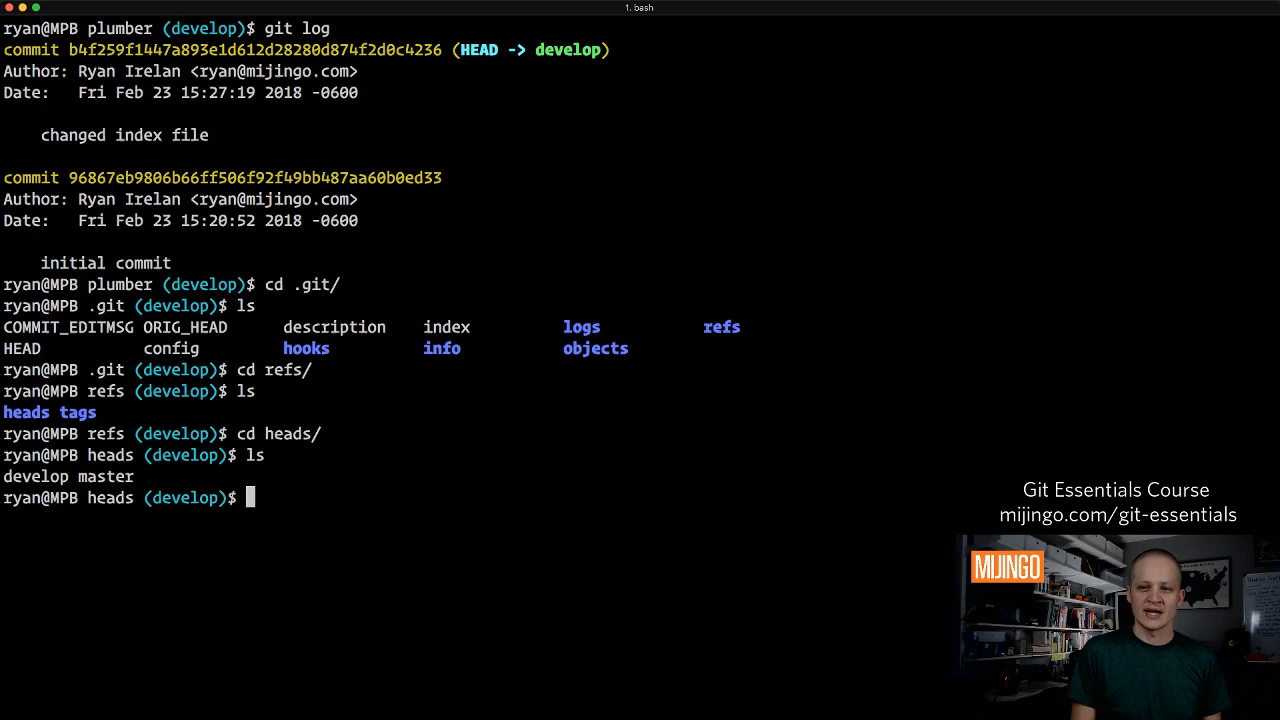 1. bash
ryan@MPB plumber (develop)$ git log
commit b4f259f1447a893e1d612d28280d874f2d0c4236 (HEAD -> develop)
Author: Ryan Irelan <ryan@mijingo.com>
Date:   Fri Feb 23 15:27:19 2018 -0600
    changed index file
commit 96867eb9806b66ff506f92f49bb487aa60b0ed33
Author: Ryan Irelan <ryan@mijingo.com>
Date:   Fri Feb 23 15:20:52 2018 -0600
    initial commit
ryan@MPB plumber (develop)$ cd .git/
ryan@MPB .git (develop)$ ls
COMMIT_EDITMSG ORIG_HEAD      description    index          logs           refs
HEAD           config         hooks          info           objects
ryan@MPB .git (develop)$ cd refs/
ryan@MPB refs (develop)$ ls
heads tags
ryan@MPB refs (develop)$ cd heads/
ryan@MPB heads (develop)$ ls
develop master
ryan@MPB heads (develop)$
Git Essentials Course
mijingo.com/git-essentials
MIJINGO